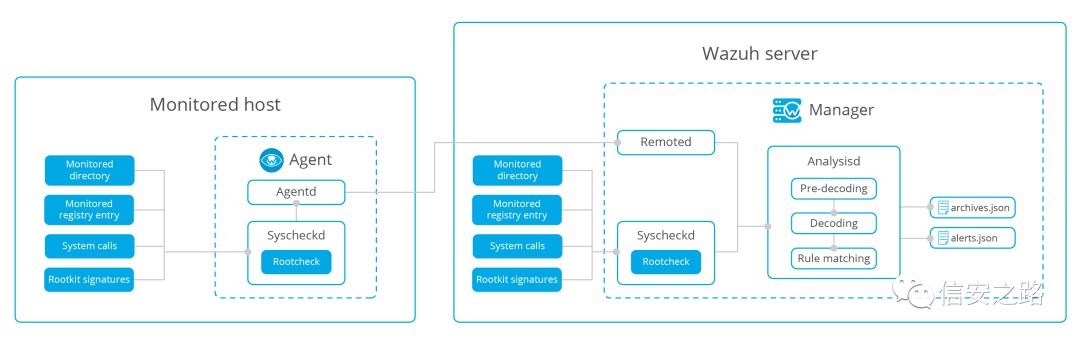 Monitored host
Agent
Monitored
directory
Monitored
registry entry
System calls
Rootkit signatures
Agentd
Syscheckd
Rootcheck
Wazuh server
Manager
Monitored
directory
Monitored
registry entry
System calls
Rootkit signatures
Remoted
Syscheckd
Rootcheck
Analysisd
Pre-decoding
Decoding
Rule matching
archives.json
alerts.json
信安之路